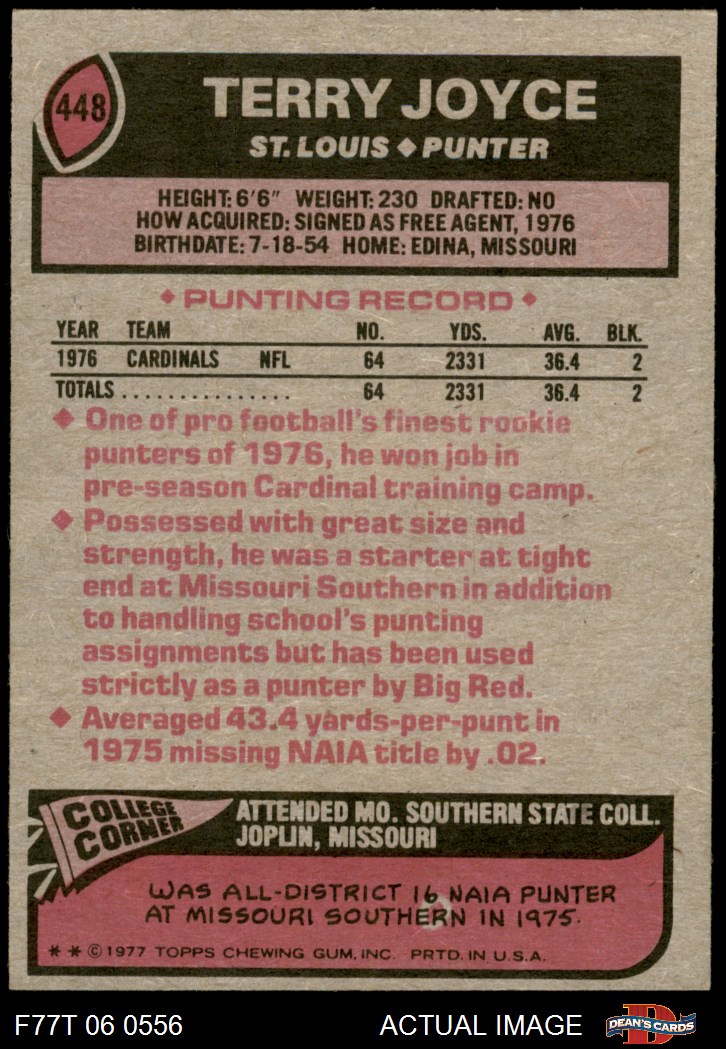 448
TERRY JOYCE
ST. LOUIS ◆ PUNTER
HEIGHT: 6'6" WEIGHT: 230 DRAFTED: NO
HOW ACQUIRED: SIGNED AS FREE AGENT, 1976
BIRTHDATE: 7-18-54 HOME: EDINA, MISSOURI
◆ PUNTING RECORD ◆
YEAR TEAM NO. YDS. AVG. BLK.
1976 CARDINALS NFL 64 2331 36.4 2
TOTALS . . . . . . . . . . . . . . . 64 2331 36.4 2
◆ One of pro football's finest rookie
punters of 1976, he won job in
pre-season Cardinal training camp.
◆ Possessed with great size and
strength, he was a starter at tight
end at Missouri Southern in addition
to handling school's punting
assignments but has been used
strictly as a punter by Big Red.
◆ Averaged 43.4 yards-per-punt in
1975 missing NAIA title by .02.
COLLEGE
CORNER
ATTENDED MO. SOUTHERN STATE COLL.
JOPLIN, MISSOURI
WAS ALL-DISTRICT 16 NAIA PUNTER
AT MISSOURI SOUTHERN IN 1975.
* * © 1977 TOPPS CHEWING GUM, INC. PRTD. IN U.S.A.
F77T 06 0556 ACTUAL IMAGE
D
DEAN'S CARDS